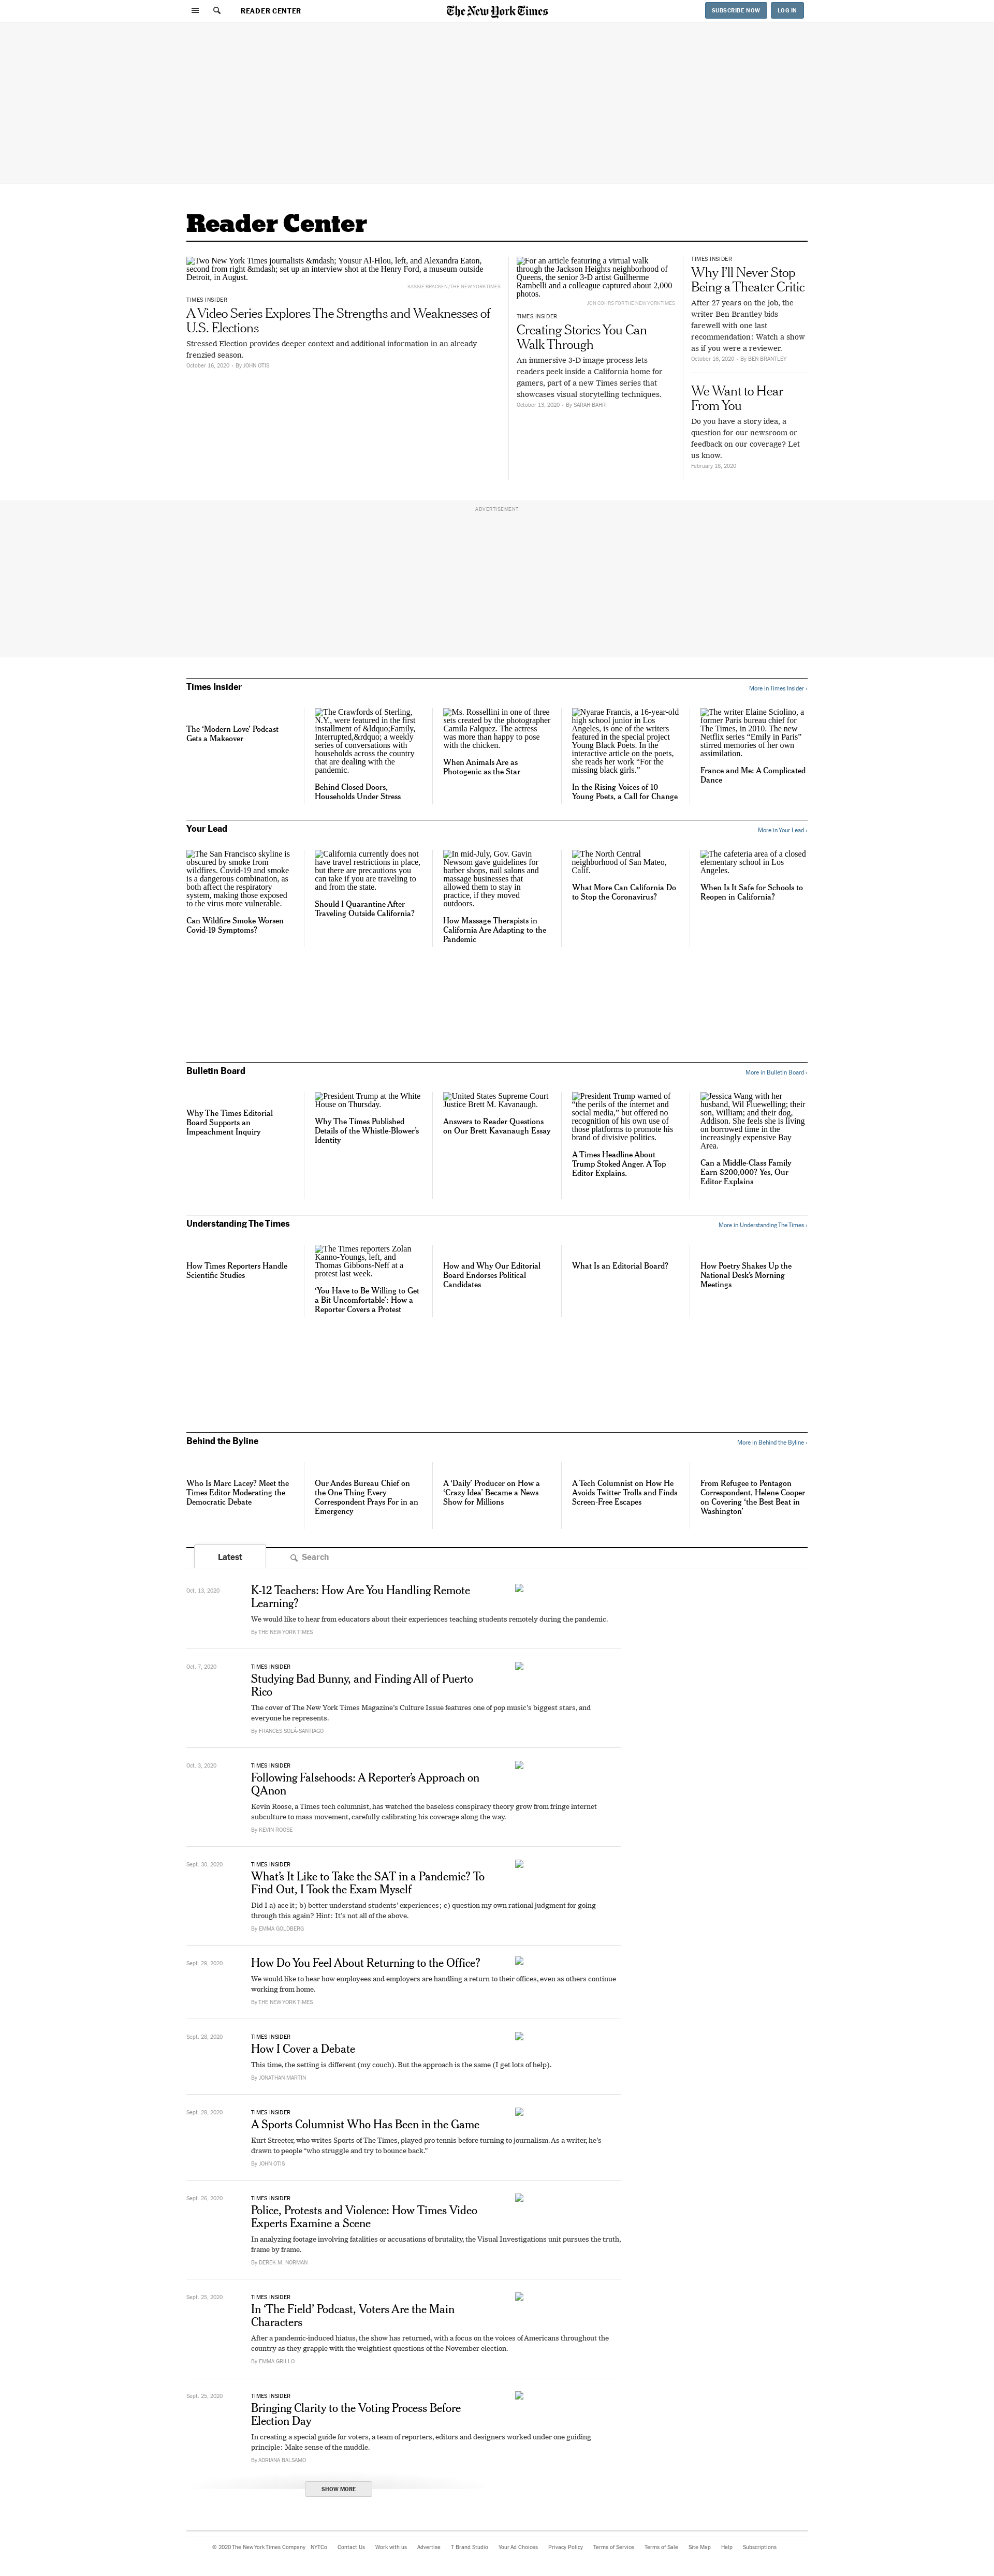 READER CENTER
The New York Times
SUBSCRIBE NOW
LOG IN
Reader Center
Two New York Times journalists &mdash; Yousur Al-Hlou, left, and Alexandra Eaton,
second from right &mdash; set up an interview shot at the Henry Ford, a museum outside
Detroit, in August.
KASSIE BRACKEN/THE NEW YORK TIMES
TIMES INSIDER
A Video Series Explores The Strengths and Weaknesses of
U.S. Elections
Stressed Election provides deeper context and additional information in an already
frenzied season.
October 16, 2020 - By JOHN OTIS
For an article featuring a virtual walk
through the Jackson Heights neighborhood of
Queens, the senior 3-D artist Guilherme
Rambelli and a colleague captured about 2,000
photos.
JON COHRS FOR THE NEW YORK TIMES
TIMES INSIDER
Creating Stories You Can
Walk Through
An immersive 3-D image process lets
readers peek inside a California home for
gamers, part of a new Times series that
showcases visual storytelling techniques.
October 13, 2020 - By SARAH BAHR
TIMES INSIDER
Why I'll Never Stop
Being a Theater Critic
After 27 years on the job, the
writer Ben Brantley bids
farewell with one last
recommendation: Watch a show
as if you were a reviewer.
October 16, 2020 - By BEN BRANTLEY
We Want to Hear
From You
Do you have a story idea, a
question for our newsroom or
feedback on our coverage? Let
us know.
February 18, 2020
ADVERTISEMENT
Times Insider
More in Times Insider ›
The ‘Modern Love’ Podcast
Gets a Makeover
The Crawfords of Sterling,
N.Y., were featured in the first
installment of &ldquo;Family,
Interrupted,&rdquo; a weekly
series of conversations with
households across the country
that are dealing with the
pandemic.
Behind Closed Doors,
Households Under Stress
Ms. Rossellini in one of three
sets created by the photographer
Camila Falquez. The actress
was more than happy to pose
with the chicken.
When Animals Are as
Photogenic as the Star
Nyarae Francis, a 16-year-old
high school junior in Los
Angeles, is one of the writers
featured in the special project
Young Black Poets. In the
interactive article on the poets,
she reads her work “For the
missing black girls.”
In the Rising Voices of 10
Young Poets, a Call for Change
The writer Elaine Sciolino, a
former Paris bureau chief for
The Times, in 2010. The new
Netflix series “Emily in Paris”
stirred memories of her own
assimilation.
France and Me: A Complicated
Dance
Your Lead
More in Your Lead ›
The San Francisco skyline is
obscured by smoke from
wildfires. Covid-19 and smoke
is a dangerous combination, as
both affect the respiratory
system, making those exposed
to the virus more vulnerable.
Can Wildfire Smoke Worsen
Covid-19 Symptoms?
California currently does not
have travel restrictions in place,
but there are precautions you
can take if you are traveling to
and from the state.
Should I Quarantine After
Traveling Outside California?
In mid-July, Gov. Gavin
Newsom gave guidelines for
barber shops, nail salons and
massage businesses that
allowed them to stay in
practice, if they moved
outdoors.
How Massage Therapists in
California Are Adapting to the
Pandemic
The North Central
neighborhood of San Mateo,
Calif.
What More Can California Do
to Stop the Coronavirus?
The cafeteria area of a closed
elementary school in Los
Angeles.
When Is It Safe for Schools to
Reopen in California?
Bulletin Board
More in Bulletin Board ›
Why The Times Editorial
Board Supports an
Impeachment Inquiry
President Trump at the White
House on Thursday.
Why The Times Published
Details of the Whistle-Blower's
Identity
United States Supreme Court
Justice Brett M. Kavanaugh.
Answers to Reader Questions
on Our Brett Kavanaugh Essay
President Trump warned of
“the perils of the internet and
social media,” but offered no
recognition of his own use of
those platforms to promote his
brand of divisive politics.
A Times Headline About
Trump Stoked Anger. A Top
Editor Explains.
Jessica Wang with her
husband, Wil Fluewelling; their
son, William; and their dog,
Addison. She feels she is living
on borrowed time in the
increasingly expensive Bay
Area.
Can a Middle-Class Family
Earn $200,000? Yes, Our
Editor Explains
Understanding The Times
More in Understanding The Times ›
How Times Reporters Handle
Scientific Studies
The Times reporters Zolan
Kanno-Youngs, left, and
Thomas Gibbons-Neff at a
protest last week.
‘You Have to Be Willing to Get
a Bit Uncomfortable’: How a
Reporter Covers a Protest
How and Why Our Editorial
Board Endorses Political
Candidates
What Is an Editorial Board?
How Poetry Shakes Up the
National Desk's Morning
Meetings
Behind the Byline
More in Behind the Byline ›
Who Is Marc Lacey? Meet the
Times Editor Moderating the
Democratic Debate
Our Andes Bureau Chief on
the One Thing Every
Correspondent Prays For in an
Emergency
A ‘Daily’ Producer on How a
‘Crazy Idea’ Became a News
Show for Millions
A Tech Columnist on How He
Avoids Twitter Trolls and Finds
Screen-Free Escapes
From Refugee to Pentagon
Correspondent, Helene Cooper
on Covering ‘the Best Beat in
Washington’
Latest
Search
Oct. 13, 2020
K-12 Teachers: How Are You Handling Remote
Learning?
We would like to hear from educators about their experiences teaching students remotely during the pandemic.
By THE NEW YORK TIMES
Oct. 7, 2020
TIMES INSIDER
Studying Bad Bunny, and Finding All of Puerto
Rico
The cover of The New York Times Magazine's Culture Issue features one of pop music's biggest stars, and
everyone he represents.
By FRANCES SOLÁ-SANTIAGO
Oct. 3, 2020
TIMES INSIDER
Following Falsehoods: A Reporter's Approach on
QAnon
Kevin Roose, a Times tech columnist, has watched the baseless conspiracy theory grow from fringe internet
subculture to mass movement, carefully calibrating his coverage along the way.
By KEVIN ROOSE
Sept. 30, 2020
TIMES INSIDER
What's It Like to Take the SAT in a Pandemic? To
Find Out, I Took the Exam Myself
Did I a) ace it; b) better understand students' experiences; c) question my own rational judgment for going
through this again? Hint: It's not all of the above.
By EMMA GOLDBERG
Sept. 29, 2020
How Do You Feel About Returning to the Office?
We would like to hear how employees and employers are handling a return to their offices, even as others continue
working from home.
By THE NEW YORK TIMES
Sept. 28, 2020
TIMES INSIDER
How I Cover a Debate
This time, the setting is different (my couch). But the approach is the same (I get lots of help).
By JONATHAN MARTIN
Sept. 28, 2020
TIMES INSIDER
A Sports Columnist Who Has Been in the Game
Kurt Streeter, who writes Sports of The Times, played pro tennis before turning to journalism. As a writer, he's
drawn to people “who struggle and try to bounce back.”
By JOHN OTIS
Sept. 26, 2020
TIMES INSIDER
Police, Protests and Violence: How Times Video
Experts Examine a Scene
In analyzing footage involving fatalities or accusations of brutality, the Visual Investigations unit pursues the truth,
frame by frame.
By DEREK M. NORMAN
Sept. 25, 2020
TIMES INSIDER
In ‘The Field’ Podcast, Voters Are the Main
Characters
After a pandemic-induced hiatus, the show has returned, with a focus on the voices of Americans throughout the
country as they grapple with the weightiest questions of the November election.
By EMMA GRILLO
Sept. 25, 2020
TIMES INSIDER
Bringing Clarity to the Voting Process Before
Election Day
In creating a special guide for voters, a team of reporters, editors and designers worked under one guiding
principle: Make sense of the muddle.
By ADRIANA BALSAMO
SHOW MORE
© 2020 The New York Times Company NYTCo Contact Us Work with us Advertise T Brand Studio Your Ad Choices Privacy Policy Terms of Service Terms of Sale Site Map Help Subscriptions